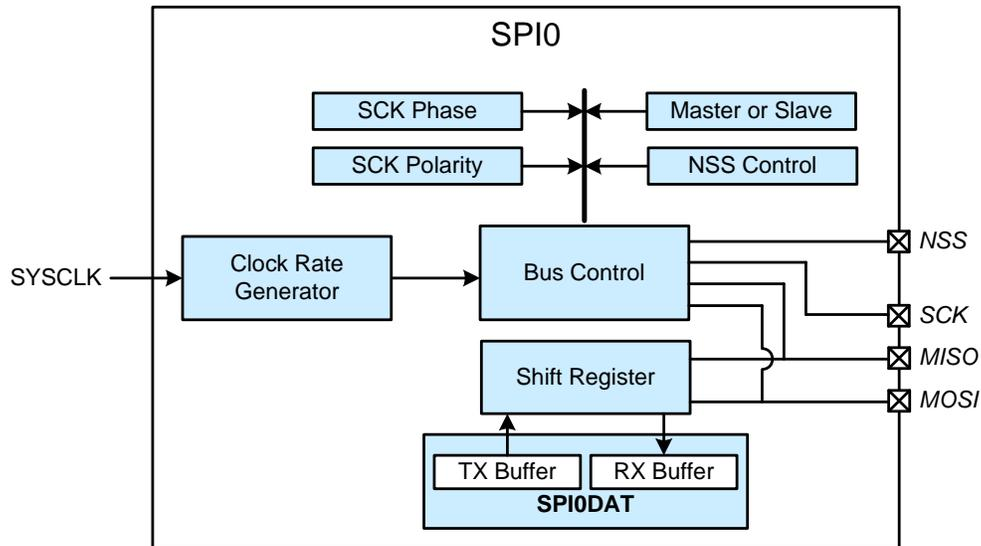 SPI0
SCK Phase
Master or Slave
SCK Polarity
NSS Control
SYSCLK
Clock Rate
Generator
Bus Control
NSS
SCK
MISO
MOSI
Shift Register
TX Buffer
RX Buffer
SPI0DAT